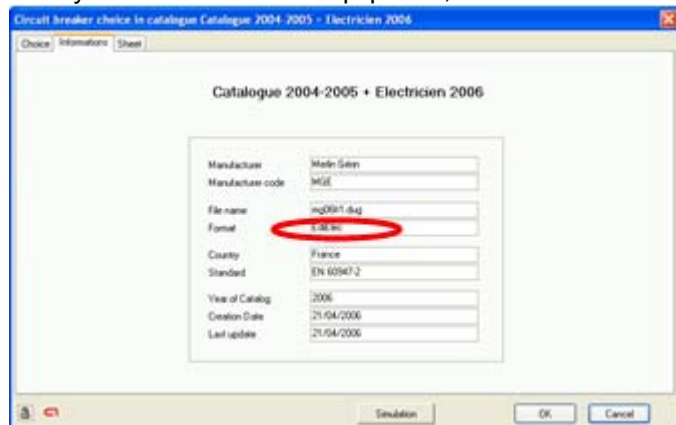 Circuit breaker choice in catalogue Catalogue 2004-2005 + Electricien 2006
Choice Informations Sheet
Catalogue 2004-2005 + Electricien 2006
Manufacturer Merlin Gérin
Manufacturer code MGE
File name
Format
Country France
Standard EN 60947-2
Year of Catalog 2006
Creation Date 21/04/2006
Last update 21/04/2006
Simulation OK Cancel